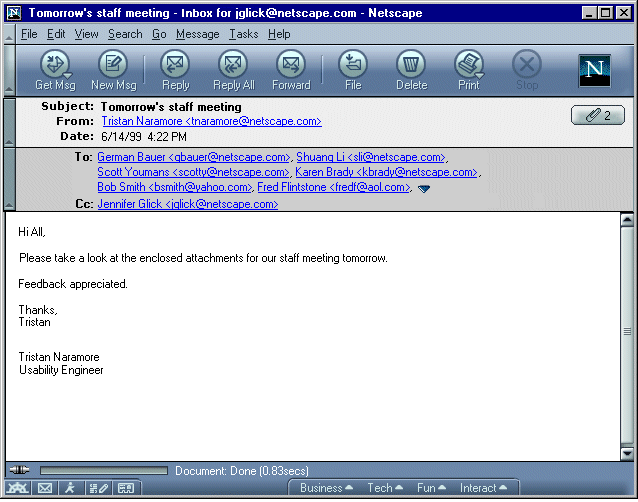 Tomorrow's staff meeting - Inbox for jglick@netscape.com - Netscape
File Edit View Search Go Message Tasks Help
Get Msg New Msg Reply Reply All Forward File Delete Print Stop
N
Subject: Tomorrow's staff meeting
2
From: Tristan Naramore <tnaramore@netscape.com>
Date: 6/14/99 4:22 PM
To: German Bauer <gbauer@netscape.com>, Shuang Li <sli@netscape.com>,
Scott Youmans <scotty@netscape.com>, Karen Brady <kbrady@netscape.com>,
Bob Smith <bsmith@yahoo.com>, Fred Flintstone <fredf@aol.com>,
Cc: Jennifer Glick <jglick@netscape.com>
Hi All,
Please take a look at the enclosed attachments for our staff meeting tomorrow.
Feedback appreciated.
Thanks,
Tristan
Tristan Naramore
Usability Engineer
Document: Done (0.83secs)
Business Tech Fun Interact